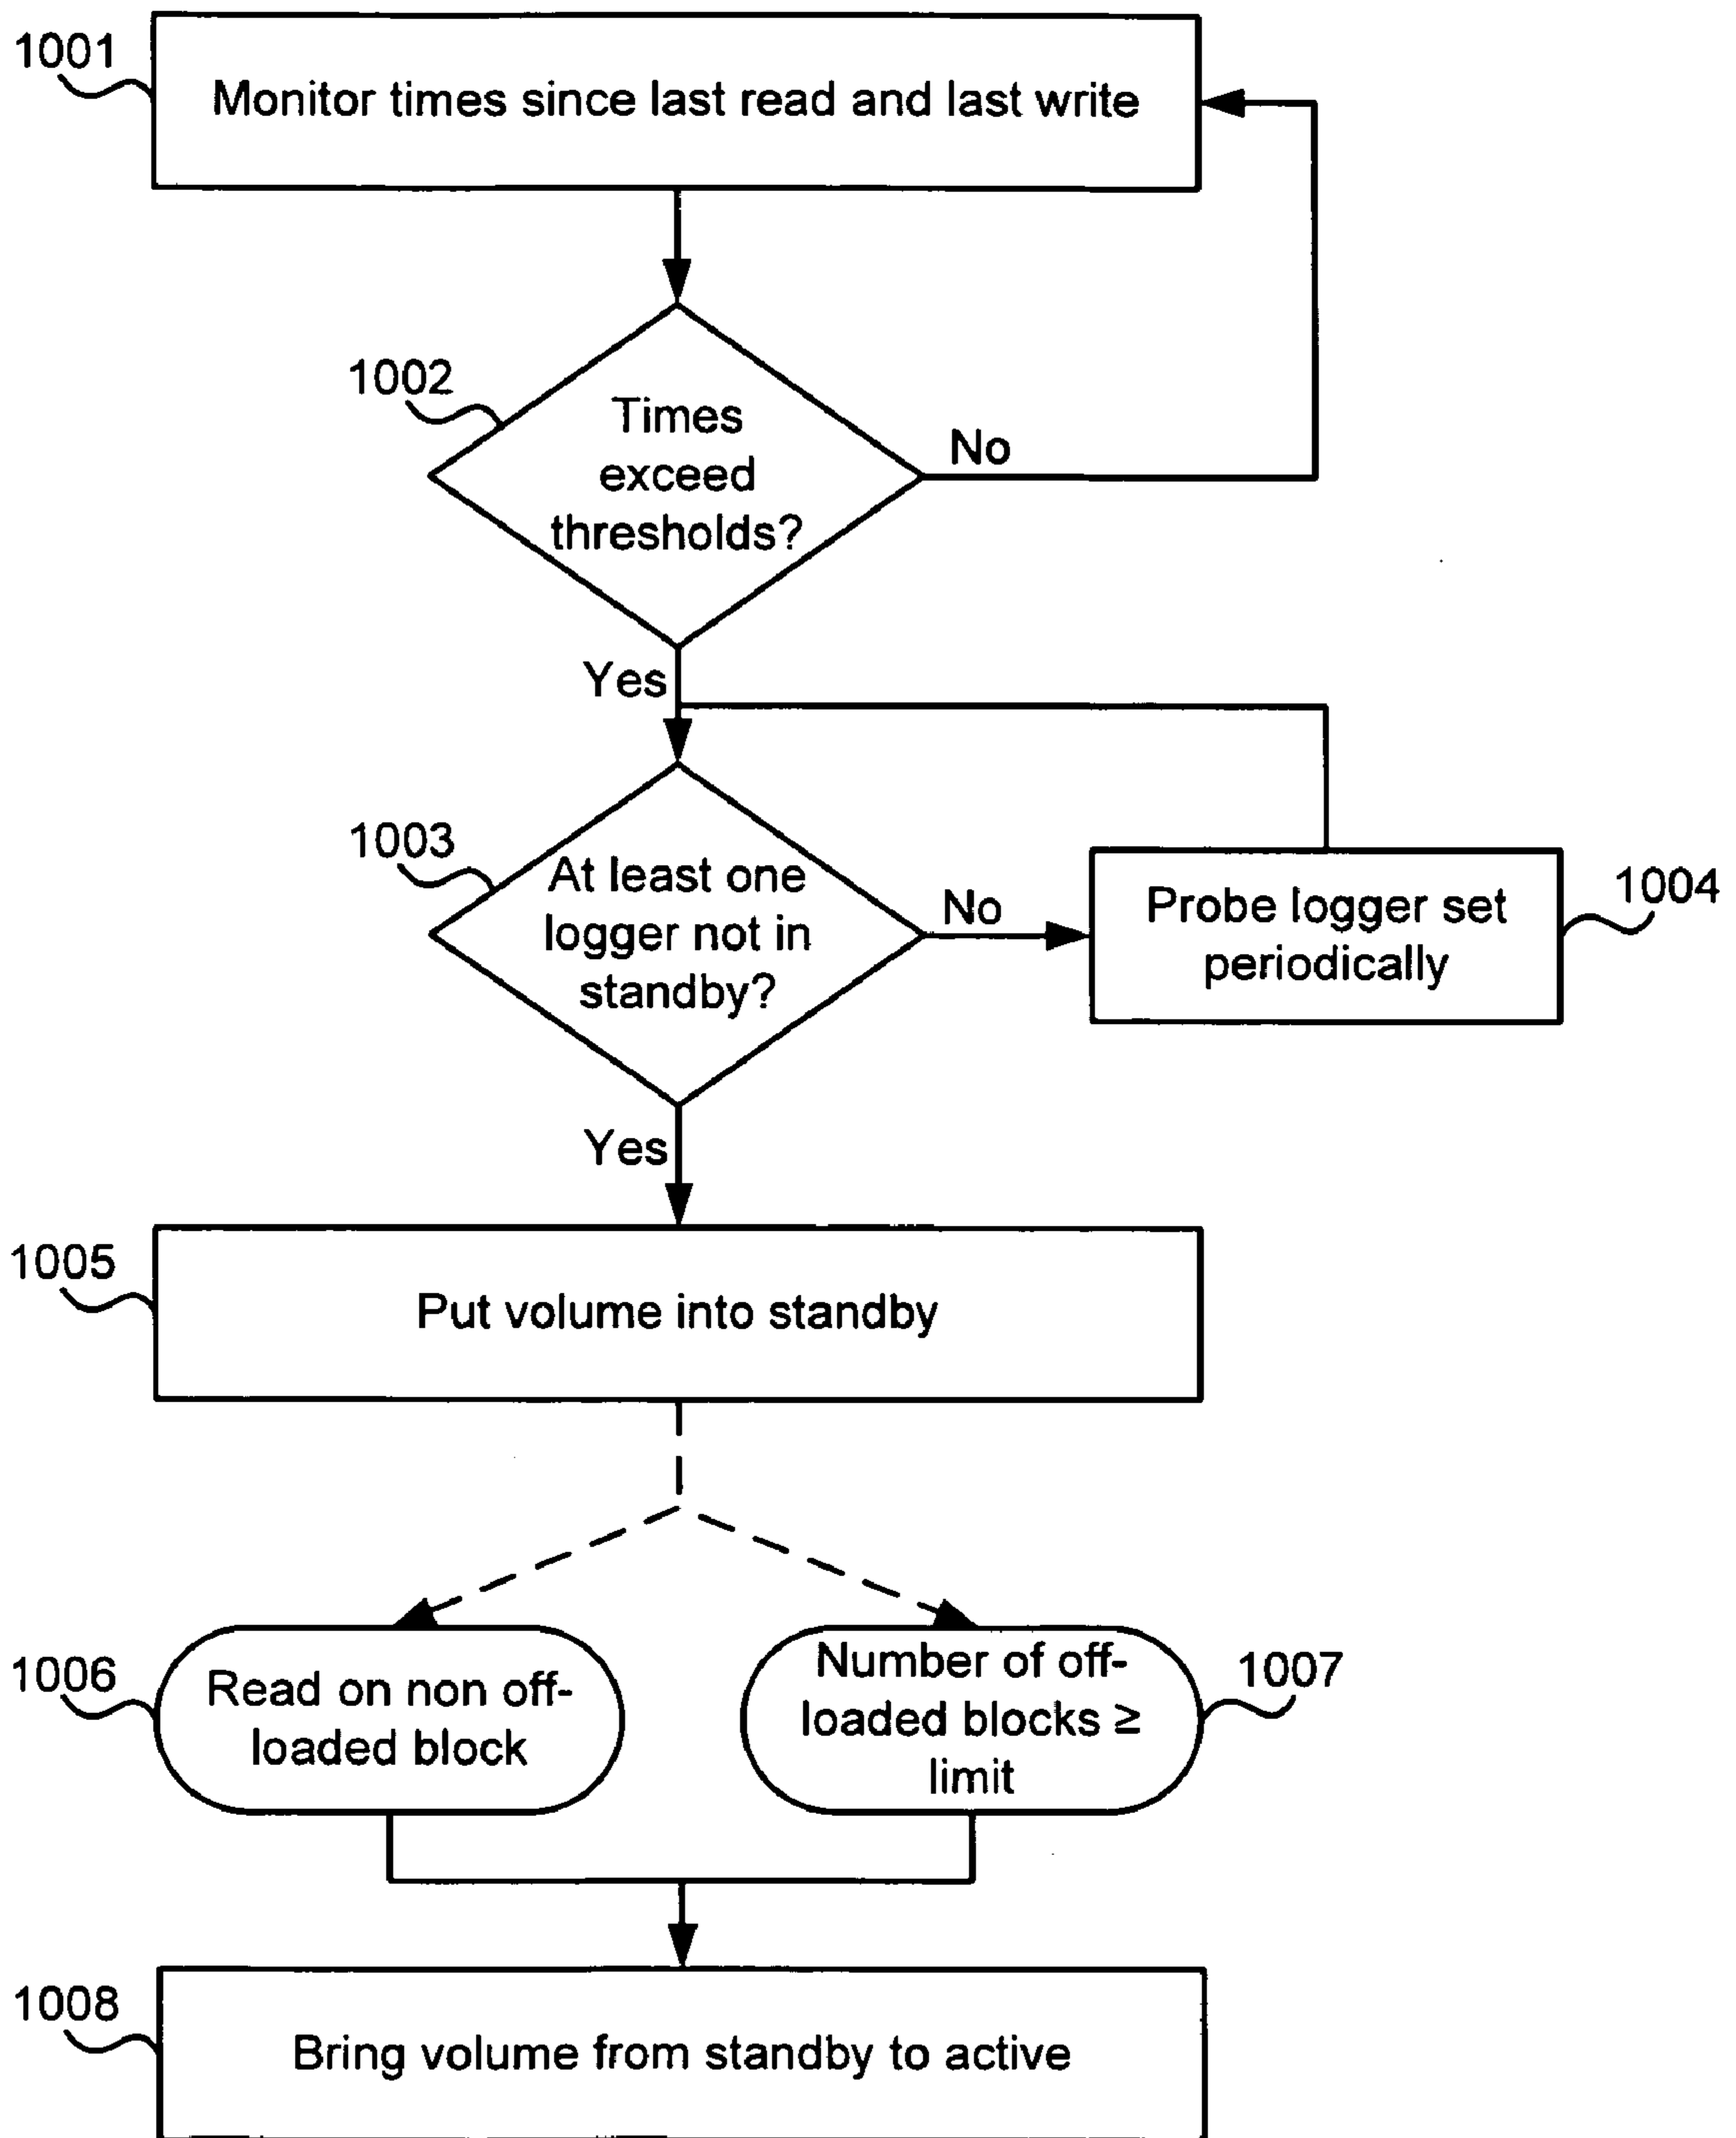 1001
Monitor times since last read and last write
1002
Times
exceed
thresholds?
No
Yes
1003
At least one
logger not in
standby?
No
Probe logger set
periodically
1004
Yes
1005
Put volume into standby
1006
Read on non off-
loaded block
Number of off-
loaded blocks ≥
limit
1007
1008
Bring volume from standby to active